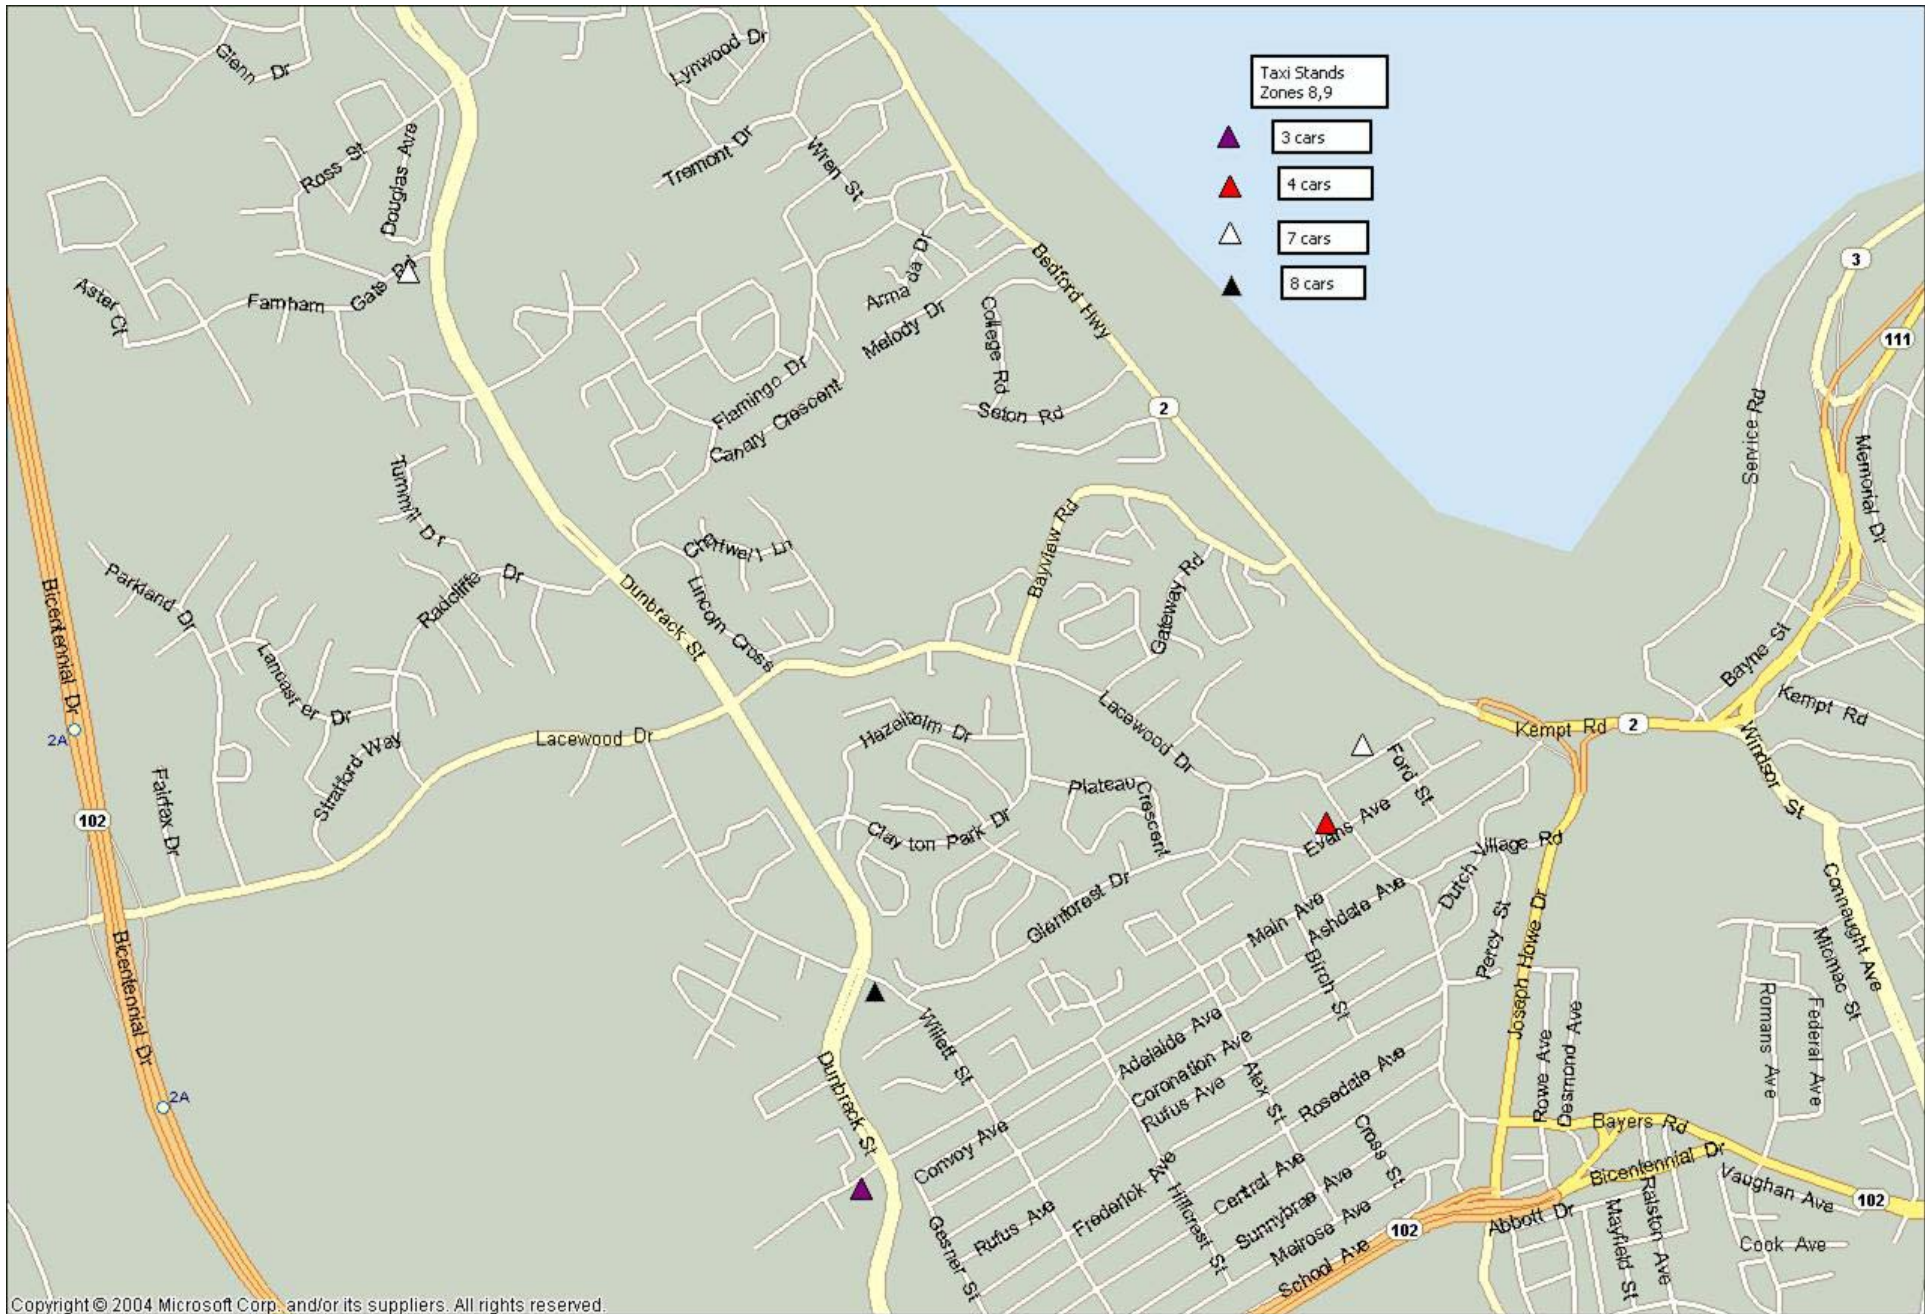 Taxi Stands
Zones 8,9
3 cars
4 cars
7 cars
8 cars
Glenn Dr
Lynwood Dr
Ross St
Douglas Ave
Tremont Dr
Wren St
Aster Ct
Farnham Gate Rd
Armada Dr
Melody Dr
College Rd
Bedford Hwy
Seton Rd
Flamingo Dr
Canary Crescent
2
3
111
Service Rd
Memorial Dr
Tummill Dr
Chartwell Ln
Lincoln Cross
Radcliffe Dr
Parkland Dr
Bicentennial Dr
Dunbrack St
Bayview Rd
Gateway Rd
Lancaster Dr
Stratford Way
Lacewood Dr
2A
102
Fairfax Dr
Hazelholm Dr
Lacewood Dr
Plateau Crescent
Clayton Park Dr
Glenforest Dr
Ford St
Evans Ave
Kempt Rd
2
Bayne St
Kempt Rd
Windsor St
Dutch Village Rd
Main Ave
Ashdale Ave
Percy St
Birch St
Joseph Howe Dr
Connaught Ave
Micmac St
Romans Ave
Federal Ave
Bicentennial Dr
2A
Willett St
Dunbrack St
Adelaide Ave
Coronation Ave
Rufus Ave
Alex St
Rosedale Ave
Rowe Ave
Desmond Ave
Bayers Rd
Bicentennial Dr
Convoy Ave
Cross St
Central Ave
Frederick Ave
Hillcrest St
Sunnybrae Ave
Melrose Ave
School Ave
102
Abbott Dr
Mayfield St
Ralston Ave
Vaughan Ave
102
Cook Ave
Gesner St
Rufus Ave
Copyright © 2004 Microsoft Corp. and/or its suppliers. All rights reserved.